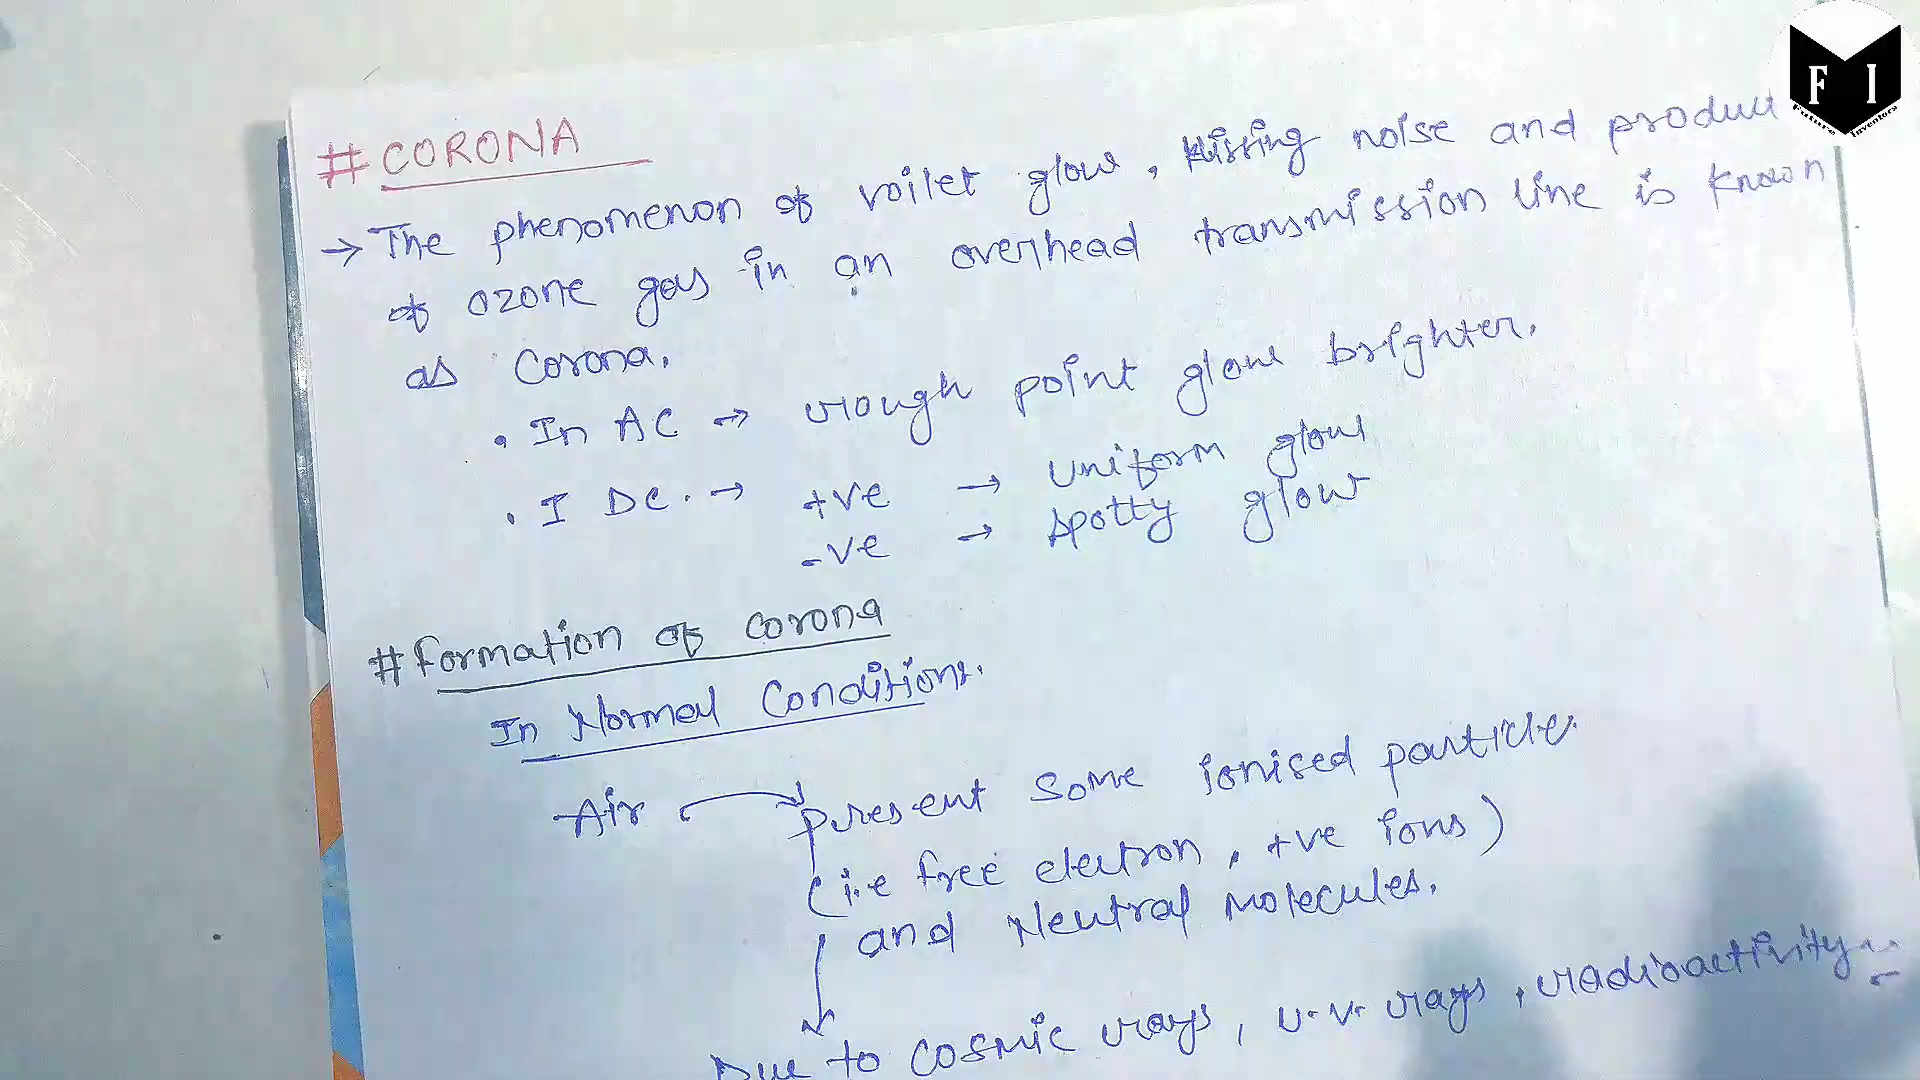 F I
Future Inventors
# CORONA
→ The phenomenon of voilet glow, Hissing noise and product
of ozone gas in an overhead transmission line is known
as Corona.
• In AC → rough point glow brighter.
• I DC. → +ve → Uniform glow
-ve → spotty glow
# Formation of Corona
In Normal Conditions.
Air → present some ionised particle.
(i.e free electron, +ve ions)
and Neutral Molecules.
Due to cosmic rays, U.V. rays, radioactivity